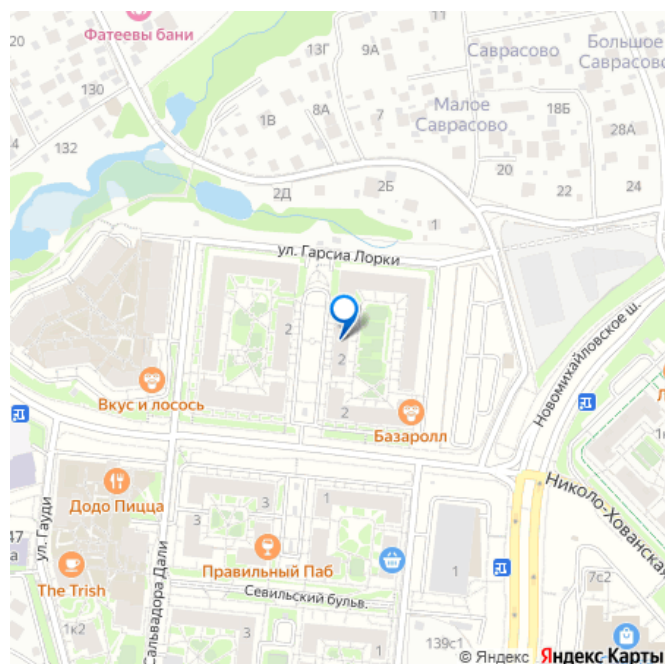 20
Фатеевы бани
13Г
9А
Саврасово
Большое
Саврасово
130
8А
7
Малое
Саврасово
18Б
1В
28А
4
132
20
2Д
2Б
22
24
1
ул. Гарсиа Лорки
2
2
Новомихайловское ш.
Вкус и лосось
2
Базаролл
Додо Пицца
3
1
Николо-Хованская
47
а
ул. Гауди
3
7с2
Правильный Паб
1
The Trish
Сальвадора Дали
Севильский бульв.
1к2
1
139с1
© Яндекс Яндекс Карты